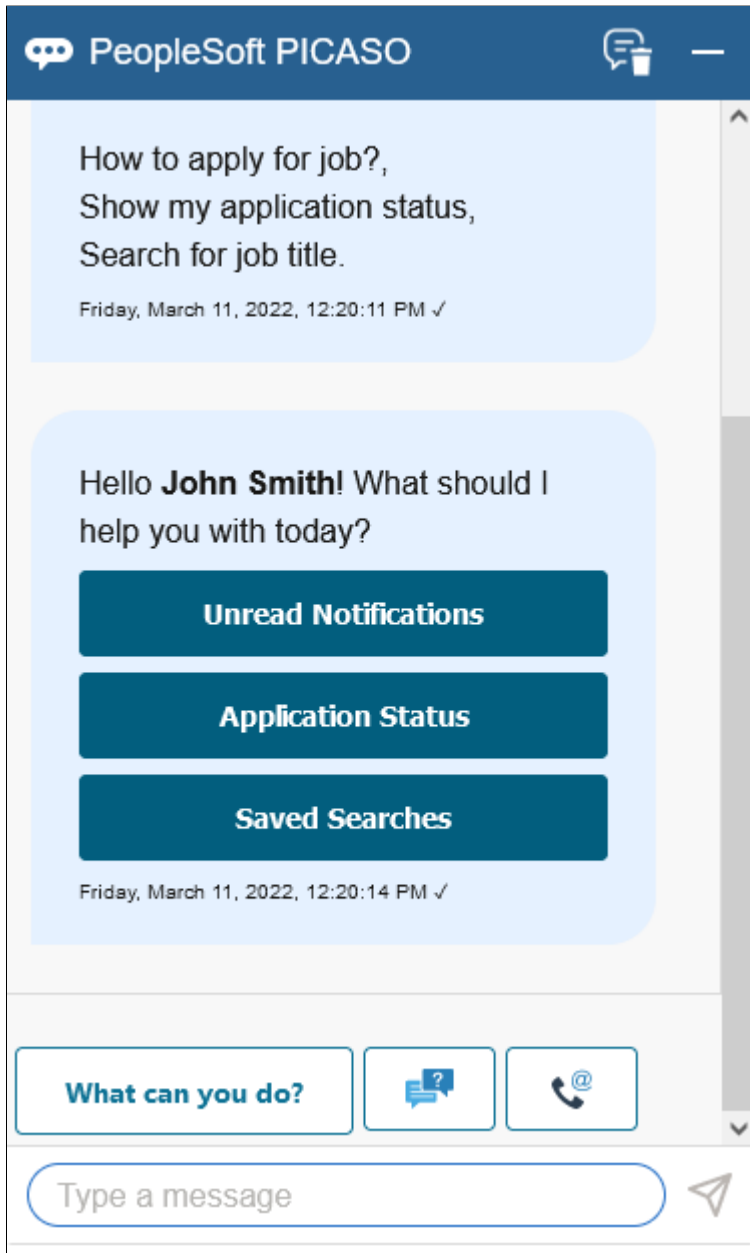 PeopleSoft PICASO
How to apply for job?,
Show my application status,
Search for job title.
Friday, March 11, 2022, 12:20:11 PM ✓
Hello John Smith! What should I
help you with today?
Unread Notifications
Application Status
Saved Searches
Friday, March 11, 2022, 12:20:14 PM ✓
What can you do?
?
@
Type a message